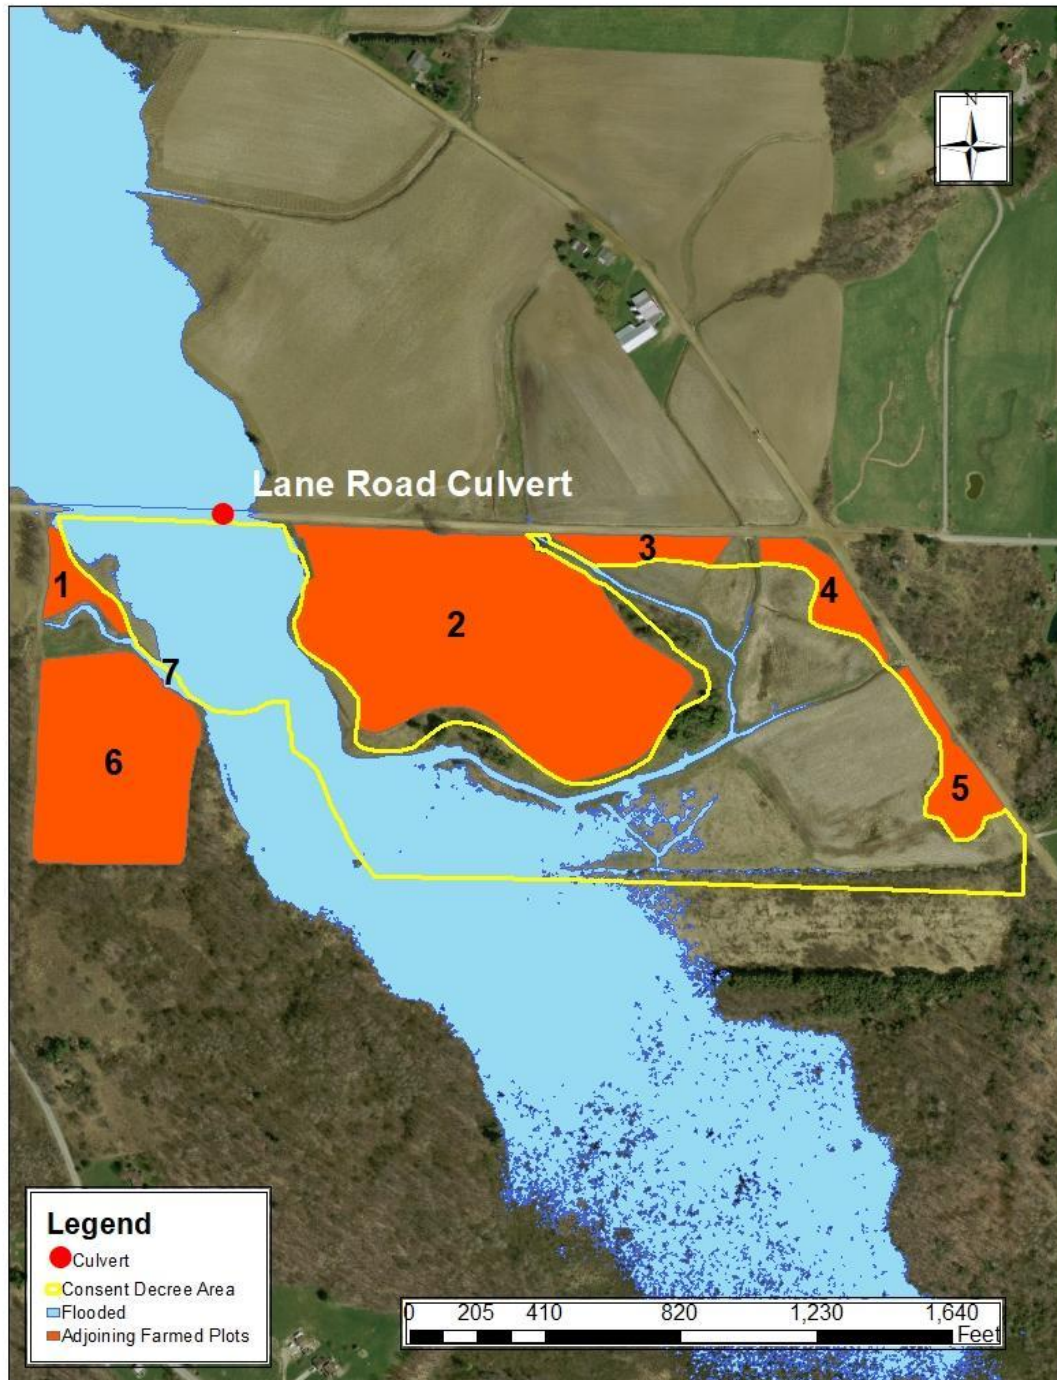 N
Lane Road Culvert
1
2
3
4
5
6
7
Legend
Culvert
Consent Decree Area
Flooded
Adjoining Farmed Plots
0 205 410 820 1,230 1,640
Feet